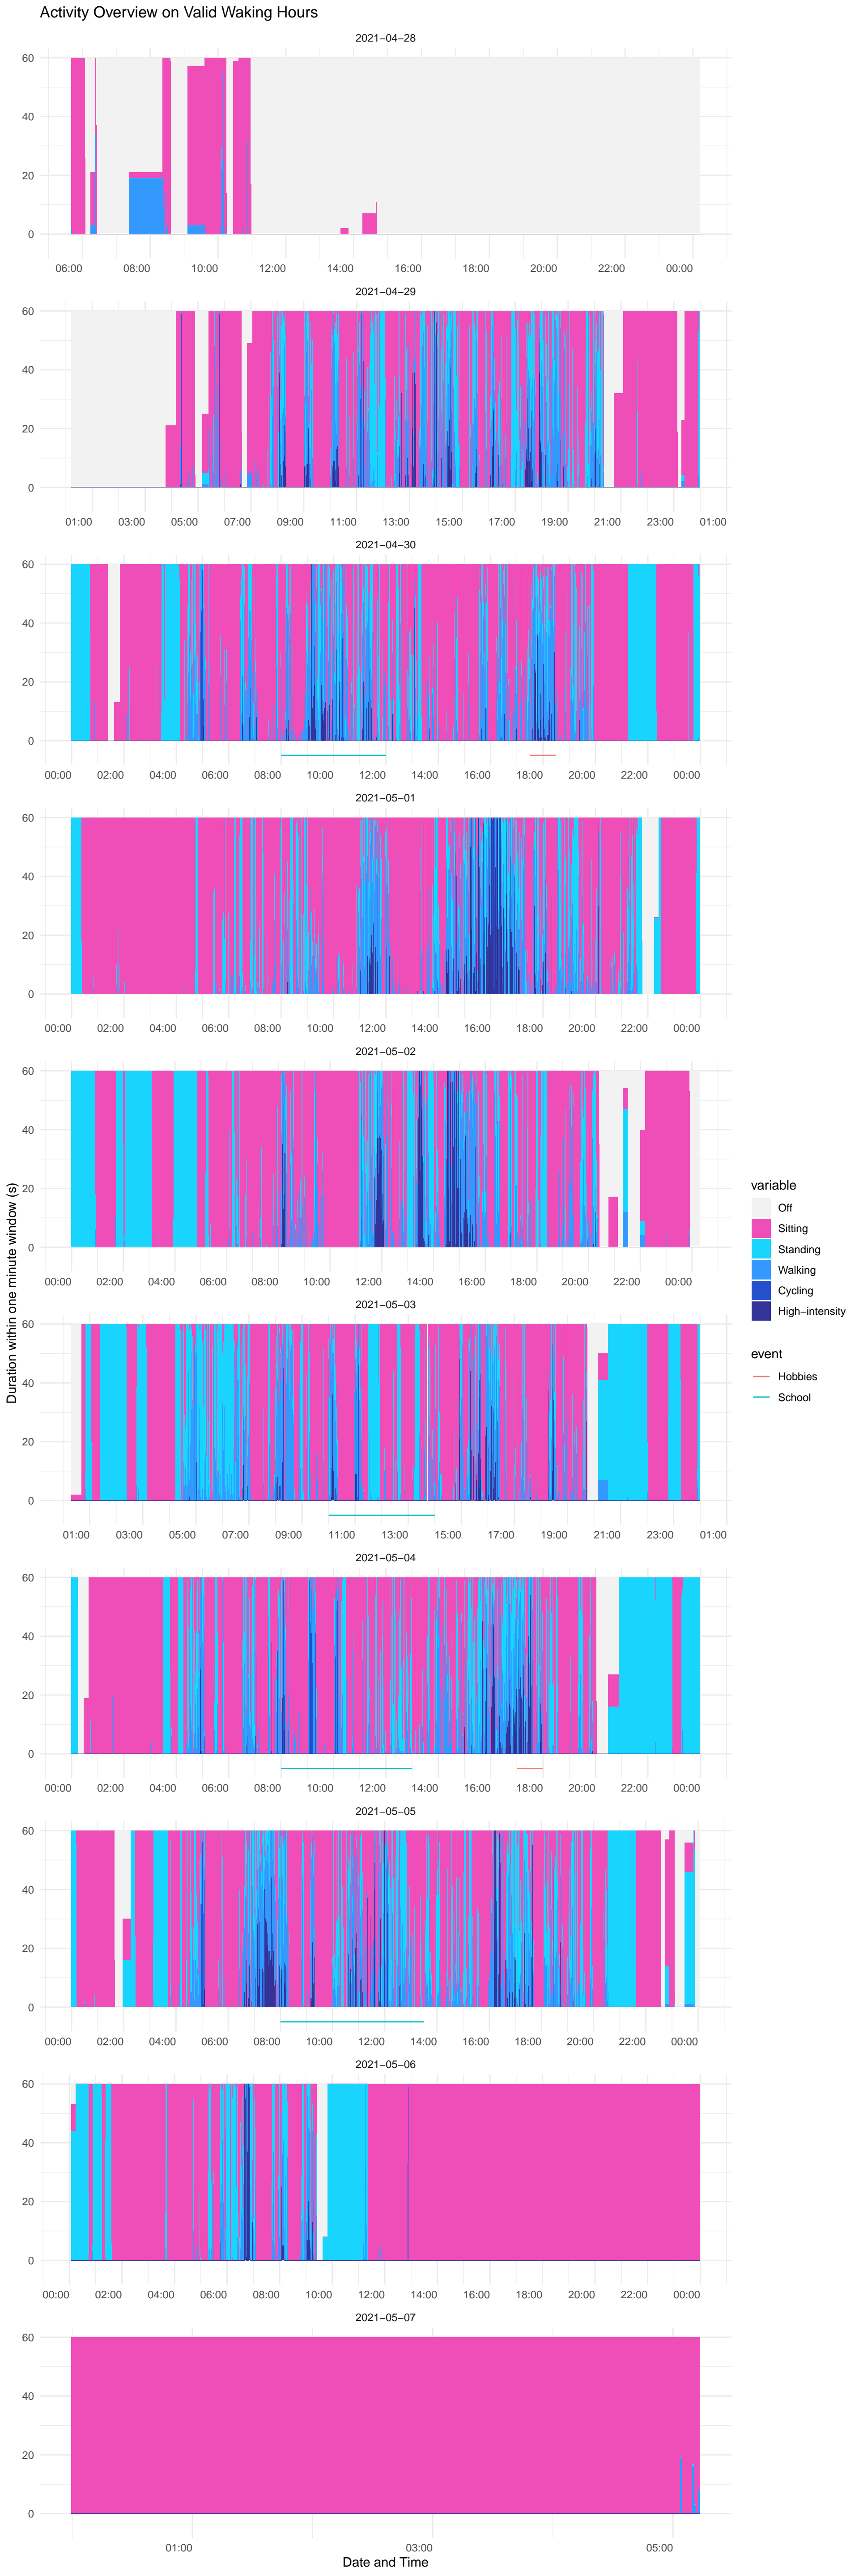 Activity Overview on Valid Waking Hours
2021−04−28
60
40
20
0
06:00 08:00 10:00 12:00 14:00 16:00 18:00 20:00 22:00 00:00
2021−04−29
60
40
20
0
01:00 03:00 05:00 07:00 09:00 11:00 13:00 15:00 17:00 19:00 21:00 23:00 01:00
2021−04−30
60
40
20
0
00:00 02:00 04:00 06:00 08:00 10:00 12:00 14:00 16:00 18:00 20:00 22:00 00:00
2021−05−01
60
40
20
0
00:00 02:00 04:00 06:00 08:00 10:00 12:00 14:00 16:00 18:00 20:00 22:00 00:00
2021−05−02
60
40
20
0
00:00 02:00 04:00 06:00 08:00 10:00 12:00 14:00 16:00 18:00 20:00 22:00 00:00
2021−05−03
60
40
20
0
01:00 03:00 05:00 07:00 09:00 11:00 13:00 15:00 17:00 19:00 21:00 23:00 01:00
2021−05−04
60
40
20
0
00:00 02:00 04:00 06:00 08:00 10:00 12:00 14:00 16:00 18:00 20:00 22:00 00:00
2021−05−05
60
40
20
0
00:00 02:00 04:00 06:00 08:00 10:00 12:00 14:00 16:00 18:00 20:00 22:00 00:00
2021−05−06
60
40
20
0
00:00 02:00 04:00 06:00 08:00 10:00 12:00 14:00 16:00 18:00 20:00 22:00 00:00
2021−05−07
60
40
20
0
01:00 03:00 05:00
Date and Time
Duration within one minute window (s)
variable
Off
Sitting
Standing
Walking
Cycling
High−intensity
event
Hobbies
School